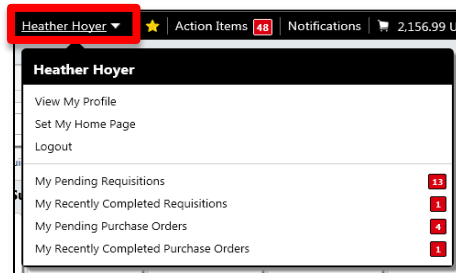 Heather Hoyer Action Items 48 Notifications 2,156.99 U
Heather Hoyer
View My Profile
Set My Home Page
Logout
My Pending Requisitions 13
My Recently Completed Requisitions 1
My Pending Purchase Orders 4
My Recently Completed Purchase Orders 1